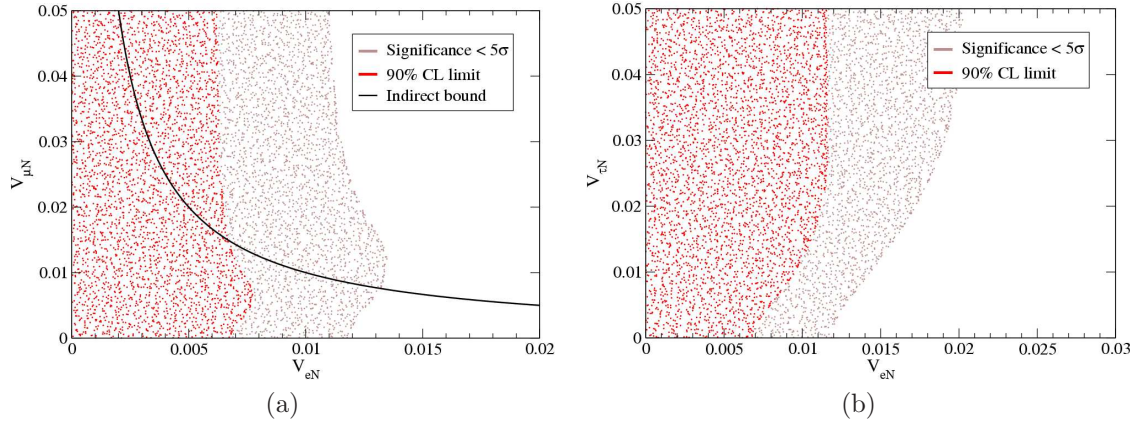 0.05
0.04
0.03
0.02
0.01
0
V_μN
Significance < 5σ
90% CL limit
Indirect bound
0 0.005 0.01 0.015 0.02
V_eN
(a)
0.05
0.04
0.03
0.02
0.01
0
V_τN
Significance < 5σ
90% CL limit
0 0.005 0.01 0.015 0.02 0.025 0.03
V_eN
(b)